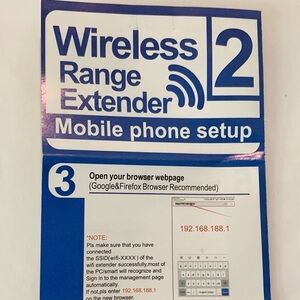 Wireless
Range
Extender
2
Mobile phone setup
3
Open your browser webpage
(Google&Firefox Browser Recommended)
192.168.188.1
*NOTE:
Pls make sure that you have
connected
the SSID(wifi-XXXX ) of the
wifi extender successfully,most of
the PC/smart will recognize and
Sign in to the management page
automatically.
If not,pls enter 192.168.188.1
on the new browser.